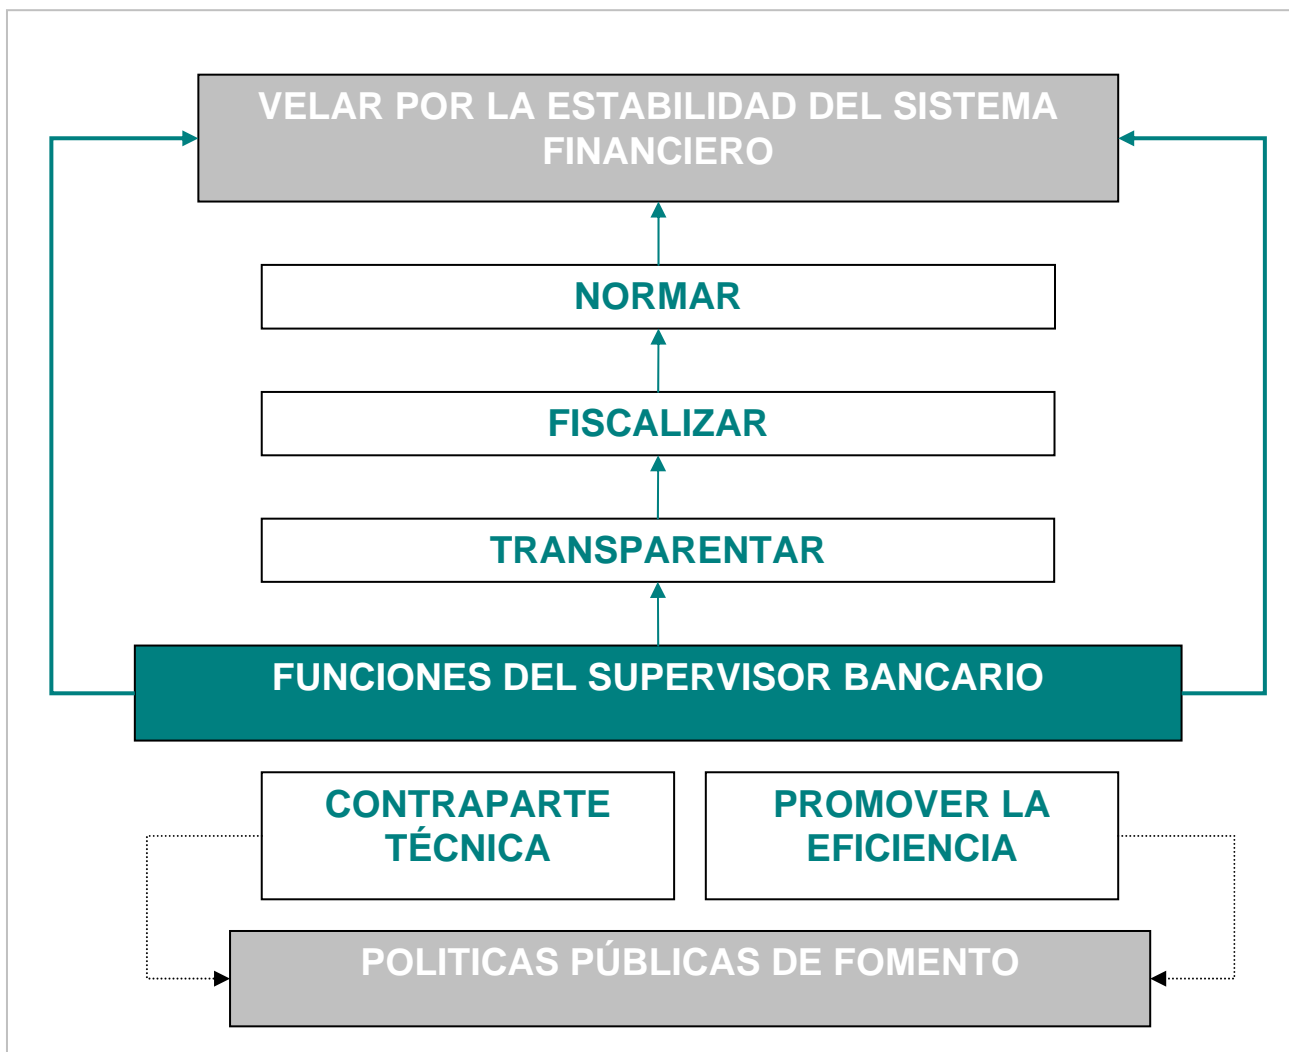 VELAR POR LA ESTABILIDAD DEL SISTEMA
FINANCIERO
NORMAR
FISCALIZAR
TRANSPARENTAR
FUNCIONES DEL SUPERVISOR BANCARIO
CONTRAPARTE
TÉCNICA
PROMOVER LA
EFICIENCIA
POLITICAS PÚBLICAS DE FOMENTO